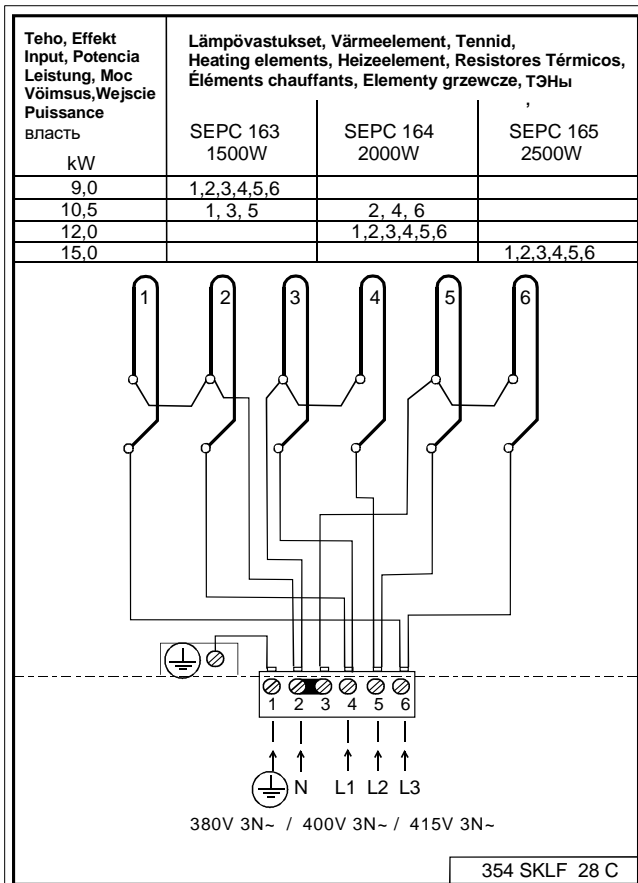 Teho, Effekt
Input, Potencia
Leistung, Moc
Vöimsus,Wejscie
Puissance
власть
kW
Lämpövastukset, Värmeelement, Tennid,
Heating elements, Heizeelement, Resistores Térmicos,
Éléments chauffants, Elementy grzewcze, ТЭНы
,
SEPC 163
1500W
SEPC 164
2000W
SEPC 165
2500W
9,0 1,2,3,4,5,6
10,5 1, 3, 5 2, 4, 6
12,0 1,2,3,4,5,6
15,0 1,2,3,4,5,6
1 2 3 4 5 6
1 2 3 4 5 6
N L1 L2 L3
380V 3N~ / 400V 3N~ / 415V 3N~
354 SKLF 28 C